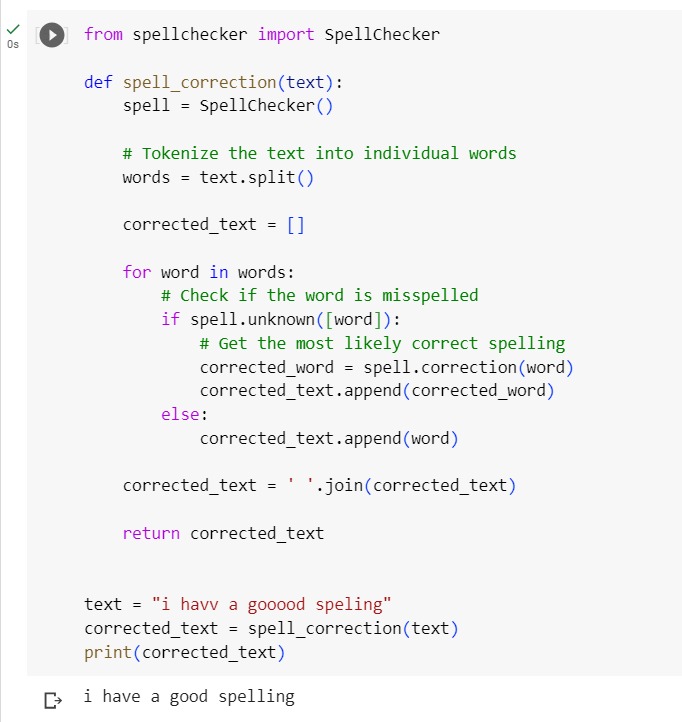 from spellchecker import SpellChecker
def spell_correction(text):
    spell = SpellChecker()
    # Tokenize the text into individual words
    words = text.split()
    corrected_text = []
    for word in words:
        # Check if the word is misspelled
        if spell.unknown([word]):
            # Get the most likely correct spelling
            corrected_word = spell.correction(word)
            corrected_text.append(corrected_word)
        else:
            corrected_text.append(word)
    corrected_text = ' '.join(corrected_text)
    return corrected_text
text = "i havv a gooood speling"
corrected_text = spell_correction(text)
print(corrected_text)
i have a good spelling
0s